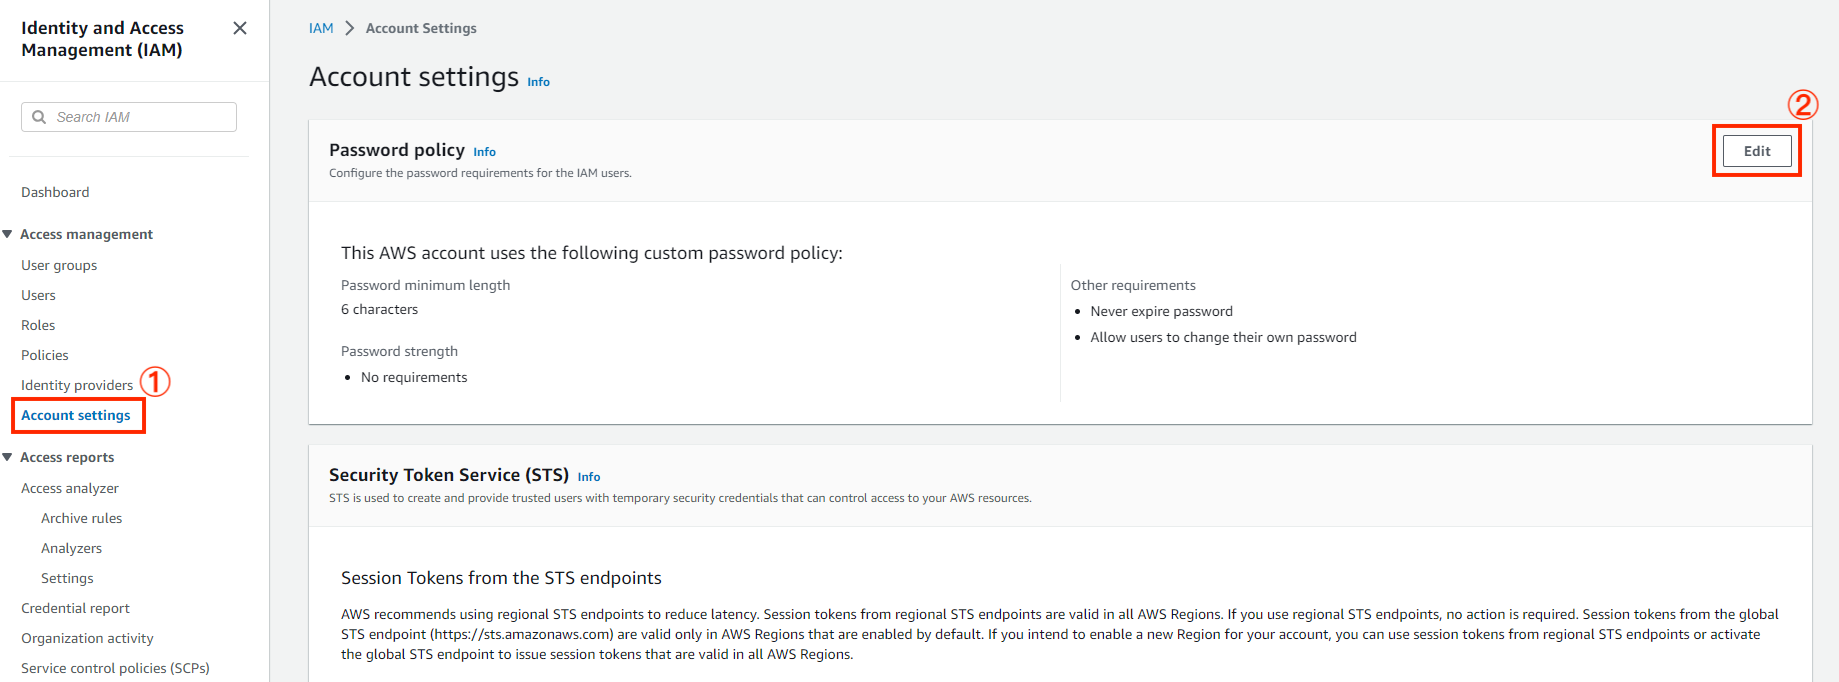 Identity and Access
Management (IAM)
Search IAM
Dashboard
Access management
User groups
Users
Roles
Policies
Identity providers
①
Account settings
Access reports
Access analyzer
Archive rules
Analyzers
Settings
Credential report
Organization activity
Service control policies (SCPs)
IAM > Account Settings
Account settings Info
②
Password policy Info
Edit
Configure the password requirements for the IAM users.
This AWS account uses the following custom password policy:
Password minimum length
6 characters
Password strength
• No requirements
Other requirements
• Never expire password
• Allow users to change their own password
Security Token Service (STS) Info
STS is used to create and provide trusted users with temporary security credentials that can control access to your AWS resources.
Session Tokens from the STS endpoints
AWS recommends using regional STS endpoints to reduce latency. Session tokens from regional STS endpoints are valid in all AWS Regions. If you use regional STS endpoints, no action is required. Session tokens from the global
STS endpoint (https://sts.amazonaws.com) are valid only in AWS Regions that are enabled by default. If you intend to enable a new Region for your account, you can use session tokens from regional STS endpoints or activate
the global STS endpoint to issue session tokens that are valid in all AWS Regions.